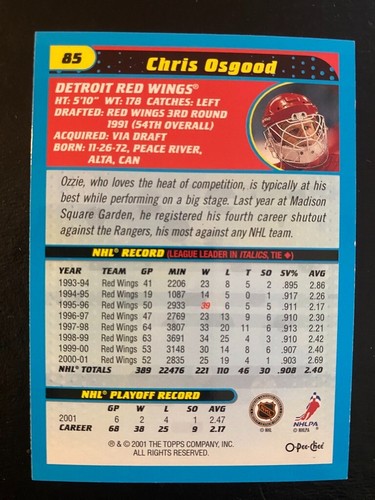 85
Chris Osgood
DETROIT RED WINGS®
HT: 5'10" WT: 178 CATCHES: LEFT
DRAFTED: RED WINGS 3RD ROUND
1991 (54TH OVERALL)
ACQUIRED: VIA DRAFT
BORN: 11-26-72, PEACE RIVER,
ALTA, CAN
Ozzie, who loves the heat of competition, is typically at his
best while performing on a big stage. Last year at Madison
Square Garden, he registered his fourth career shutout
against the Rangers, his most against any NHL team.
NHL® RECORD (LEAGUE LEADER IN ITALICS, TIE ♦)
YEAR TEAM GP MIN W L T SO SV% AVG
1993-94 Red Wings 41 2206 23 8 5 2 .895 2.86
1994-95 Red Wings 19 1087 14 5 0 1 .917 2.26
1995-96 Red Wings 50 2933 39 6 5 5 .911 2.17
1996-97 Red Wings 47 2769 23 13 9 6 .910 2.30
1997-98 Red Wings 64 3807 33 20 11 6 .913 2.21
1998-99 Red Wings 63 3691 34 25 4 3 .910 2.42
1999-00 Red Wings 53 3148 30 14 8 6 .907 2.40
2000-01 Red Wings 52 2835 25 19 4 1 .903 2.69
NHL® TOTALS 389 22476 221 110 46 30 .908 2.40
NHL® PLAYOFF RECORD
GP W L SO AVG
2001 6 2 4 1 2.47
CAREER 68 38 25 9 2.17
© NHL
NHLPA
© NHLPA
O-Pee-Chee
® & © 2001 THE TOPPS COMPANY, INC.
ALL RIGHTS RESERVED.